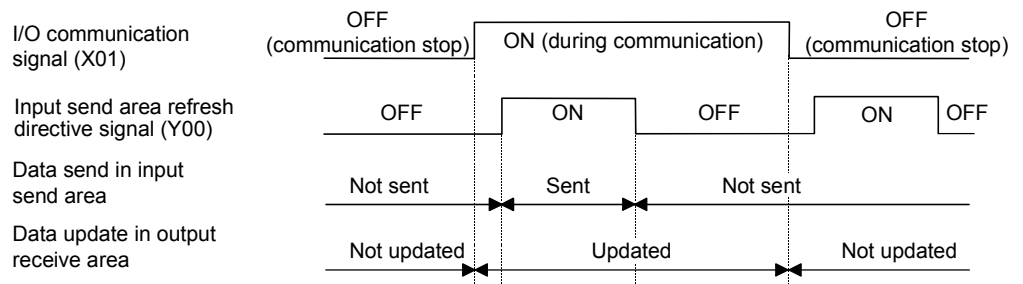 OFF
(communication stop)
ON (during communication)
OFF
(communication stop)
I/O communication
signal (X01)
Input send area refresh
directive signal (Y00)
OFF ON OFF ON OFF
Data send in input
send area
Not sent Sent Not sent
Data update in output
receive area
Not updated Updated Not updated